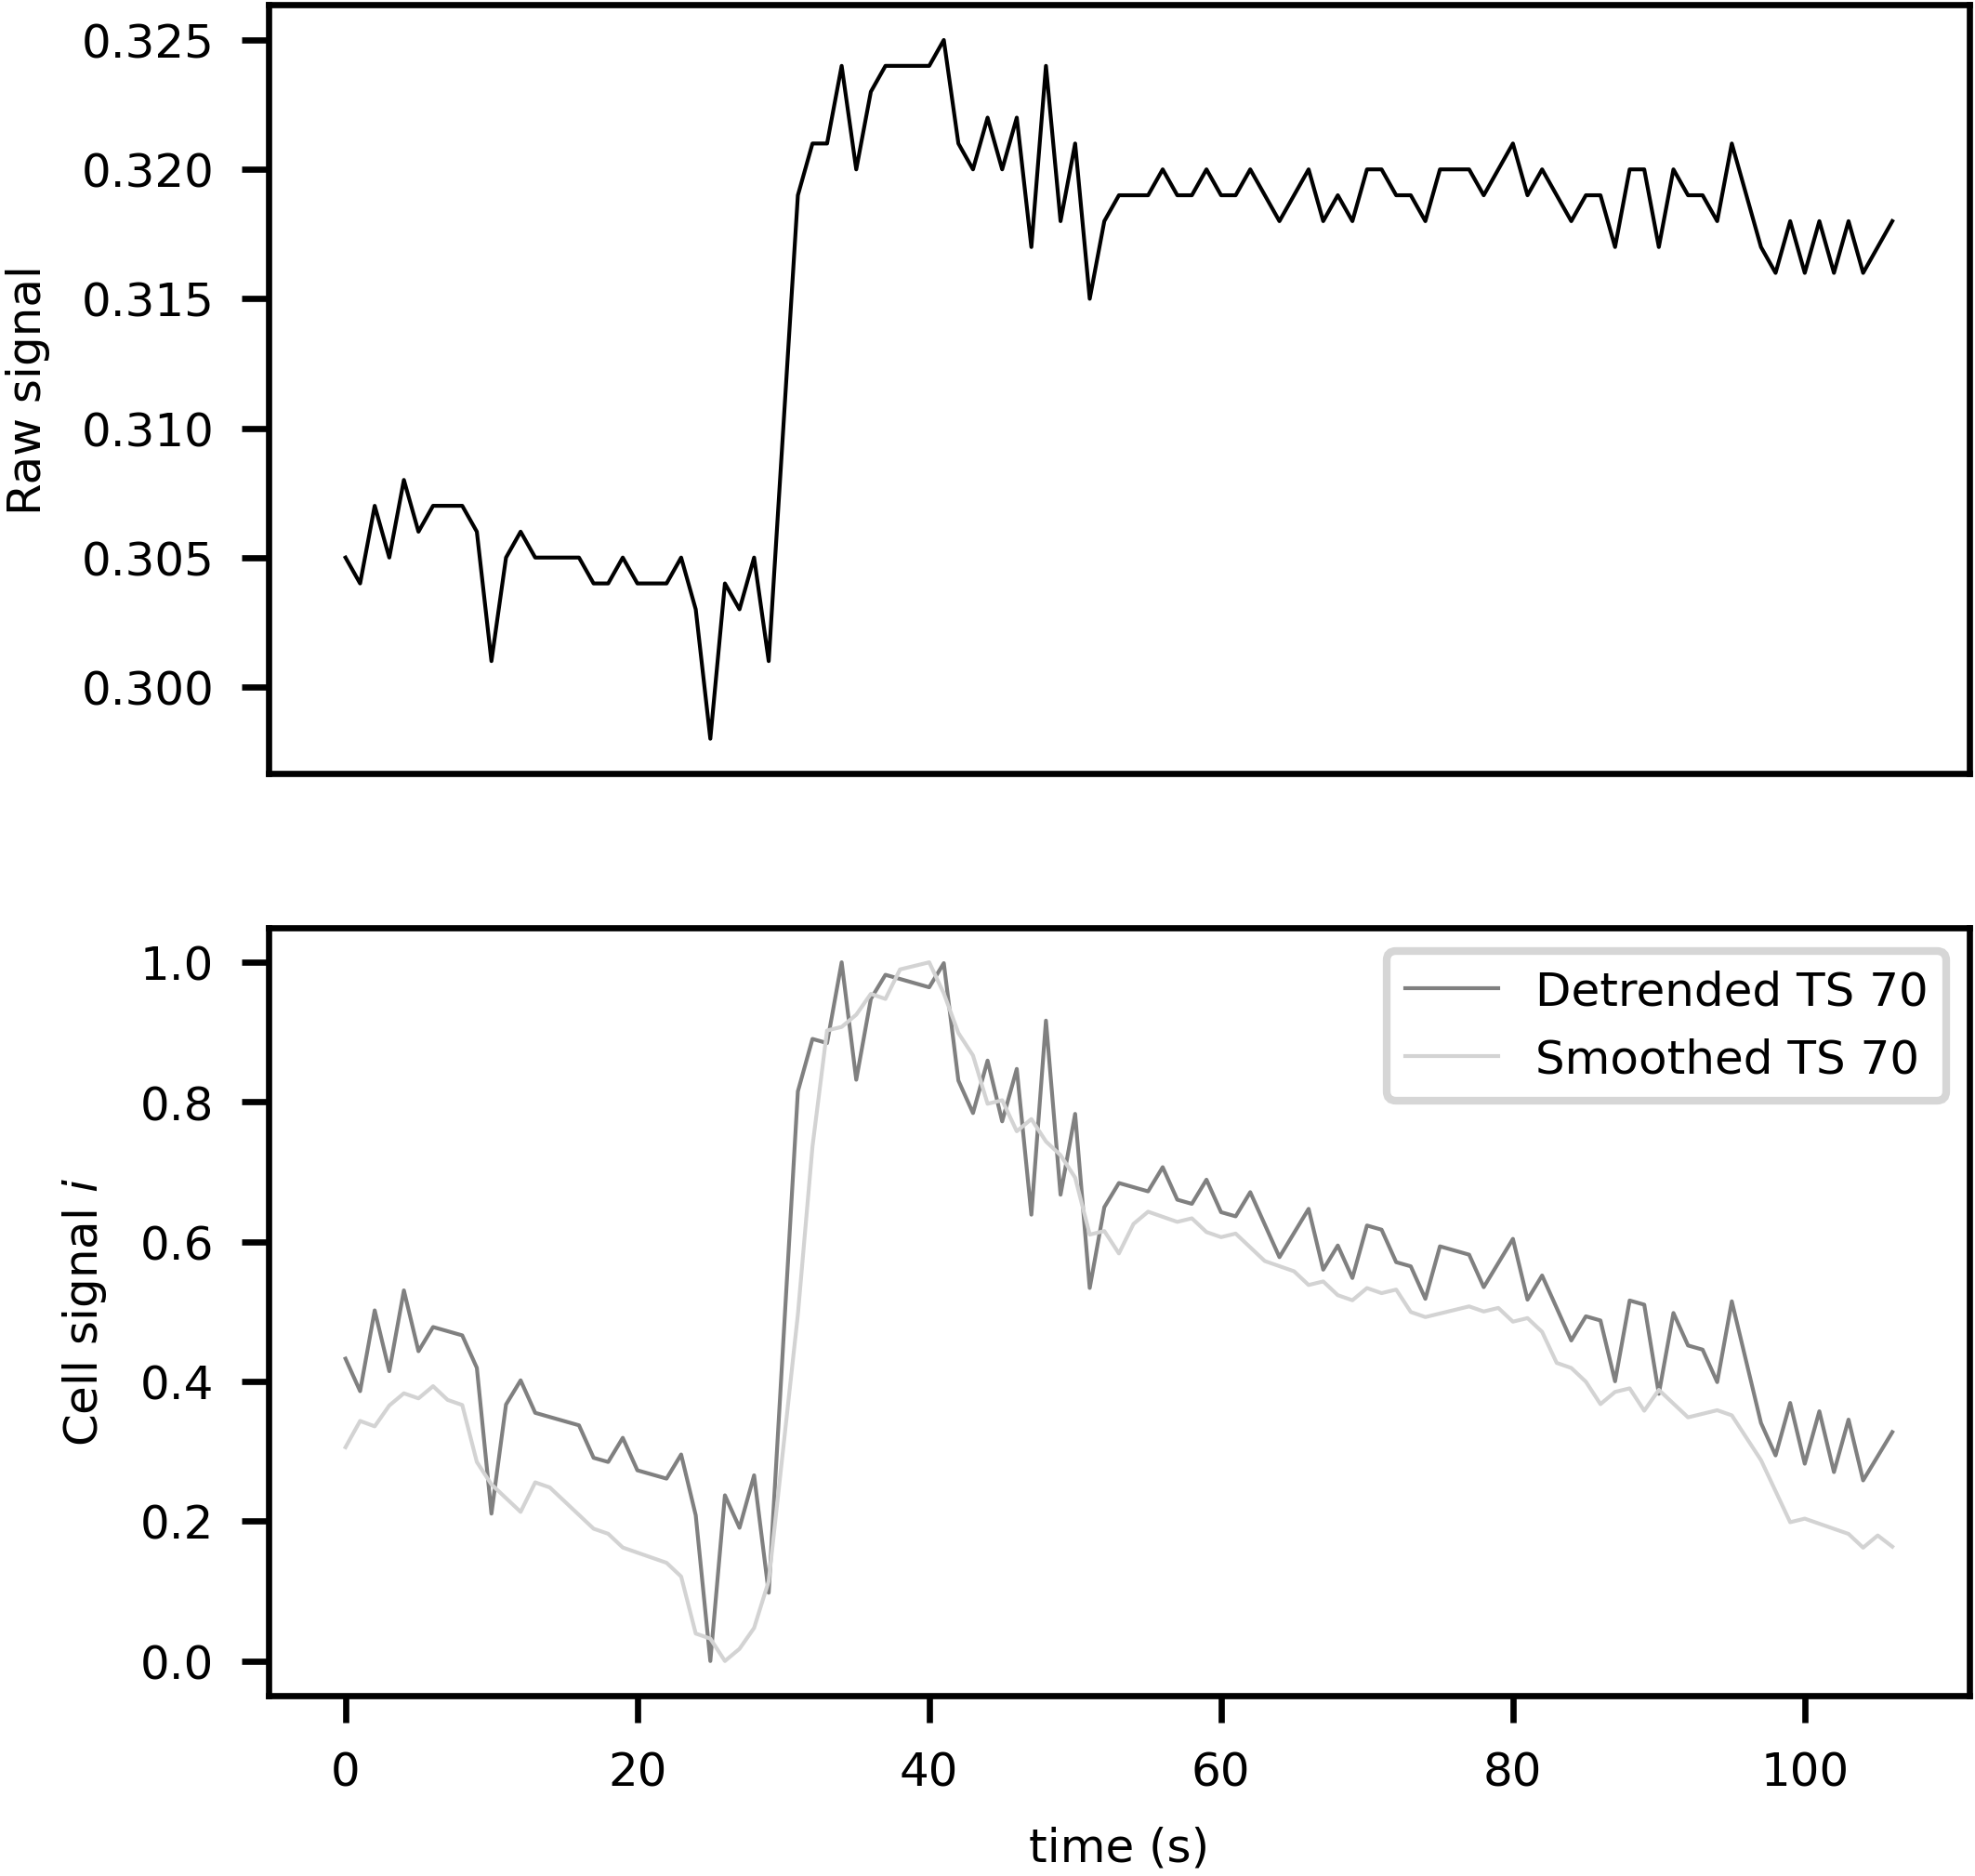 0.325
0.320
0.315
0.310
0.305
0.300
Raw signal
1.0
0.8
0.6
0.4
0.2
0.0
Cell signal i
Detrended TS 70
Smoothed TS 70
0 20 40 60 80 100
time (s)